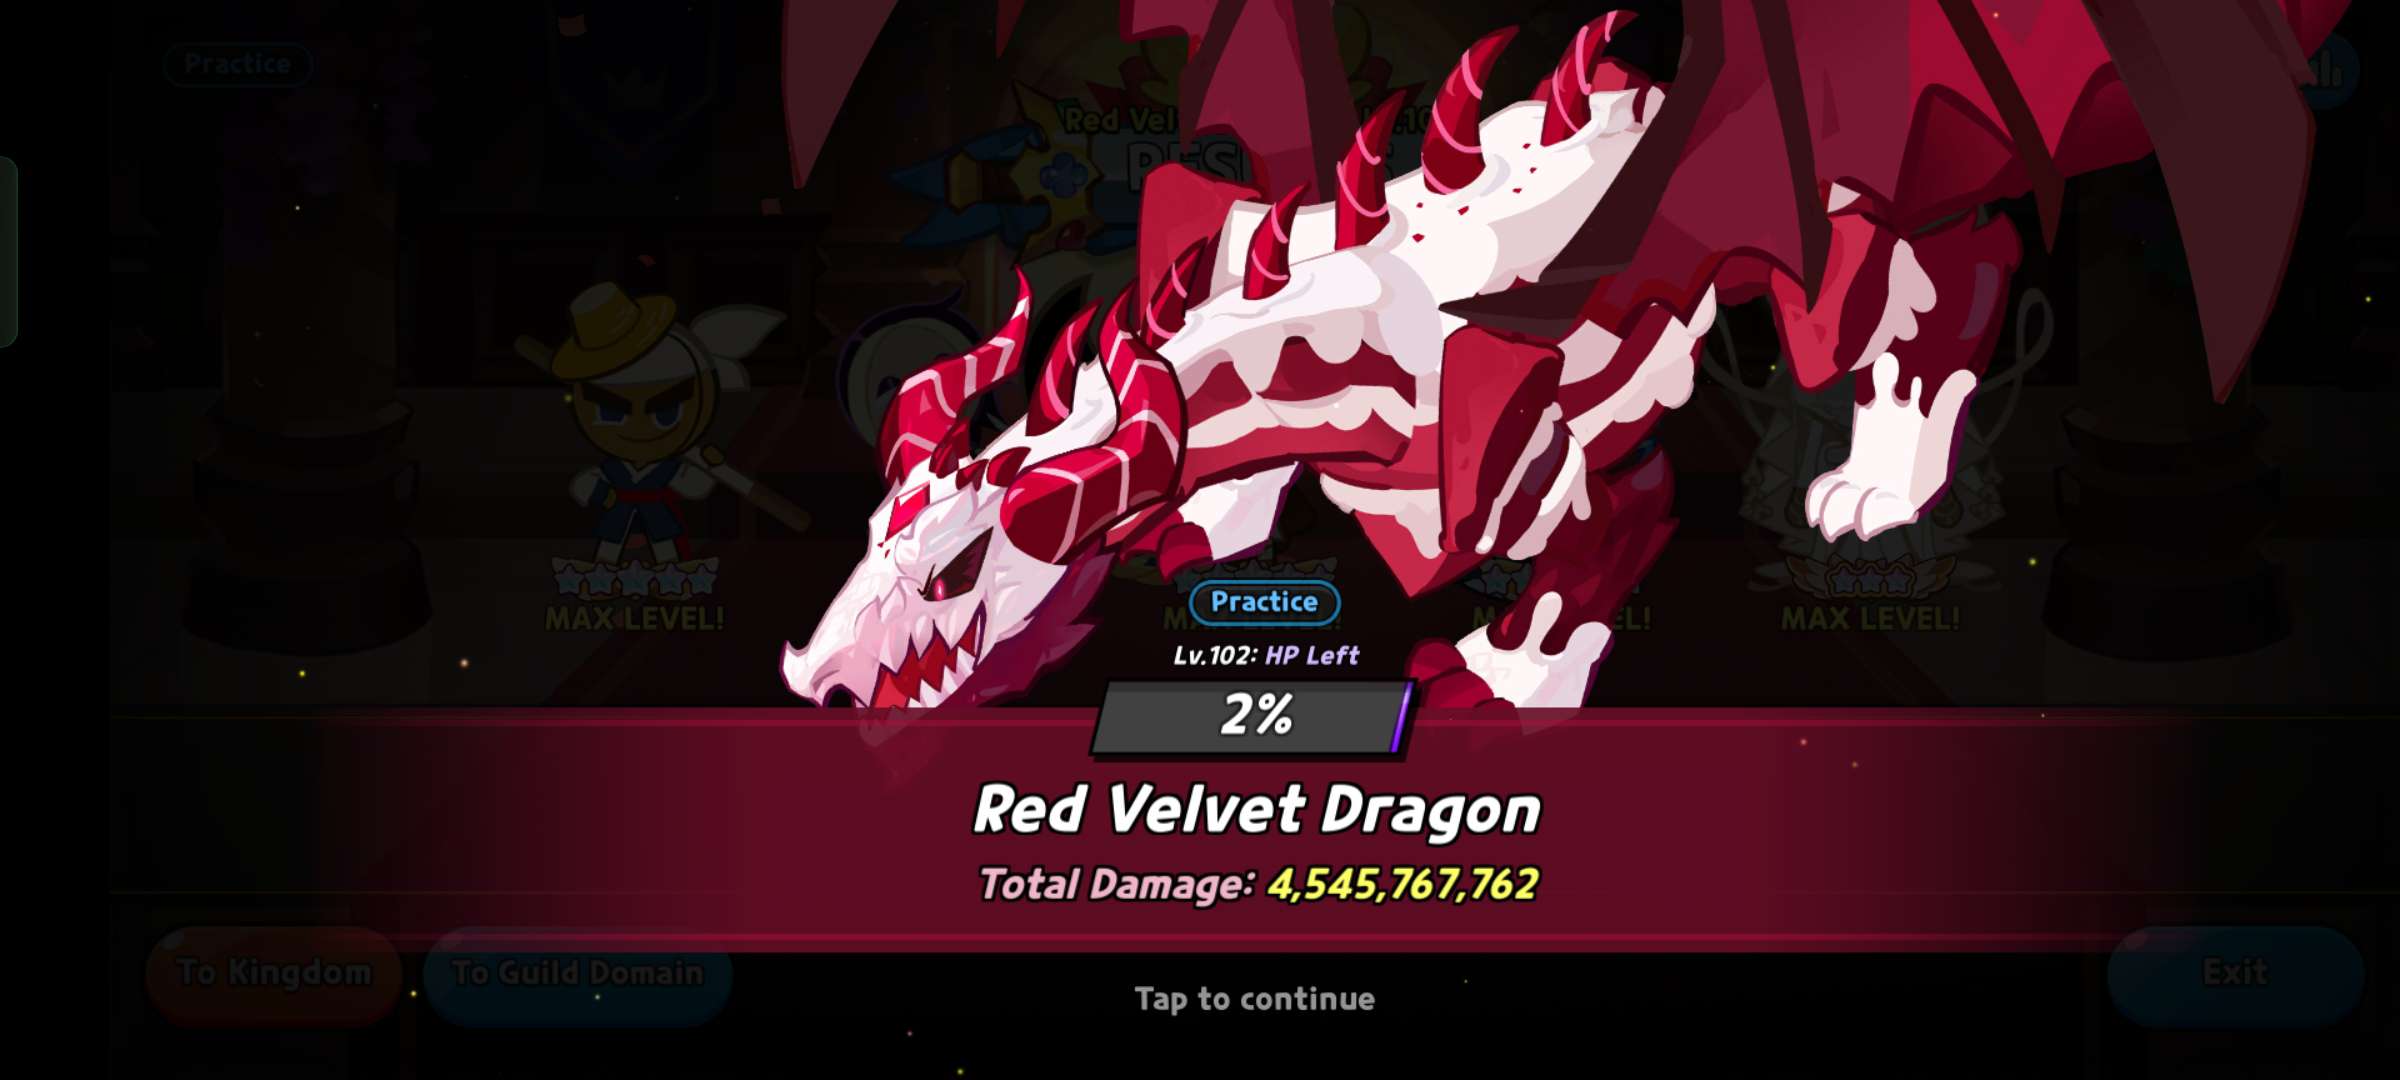 Practice
MAX LEVEL!
MAX LEVEL!
Practice
Lv.102: HP Left
2%
Red Velvet Dragon
Total Damage: 4,545,767,762
To Kingdom
To Guild Domain
Tap to continue
Exit